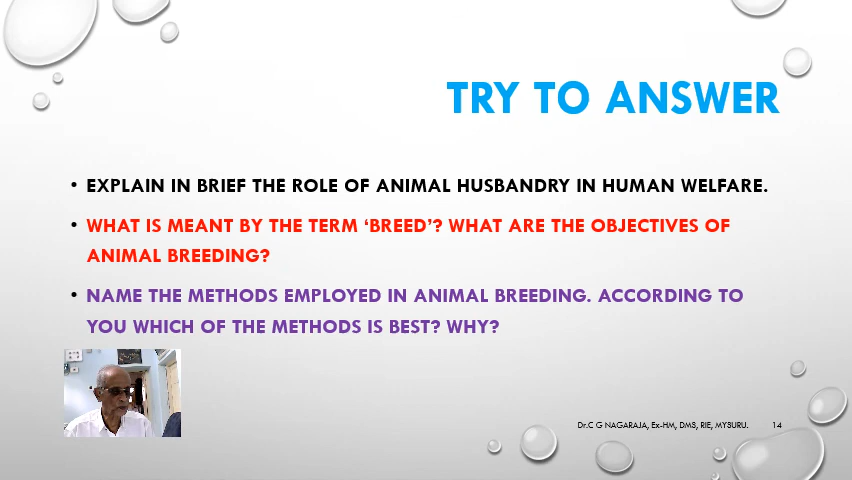 TRY TO ANSWER
• EXPLAIN IN BRIEF THE ROLE OF ANIMAL HUSBANDRY IN HUMAN WELFARE.
• WHAT IS MEANT BY THE TERM ‘BREED’? WHAT ARE THE OBJECTIVES OF
ANIMAL BREEDING?
• NAME THE METHODS EMPLOYED IN ANIMAL BREEDING. ACCORDING TO
YOU WHICH OF THE METHODS IS BEST? WHY?
Dr.C G NAGARAJA, Ex-HM, DMS, RIE, MYSURU. 14